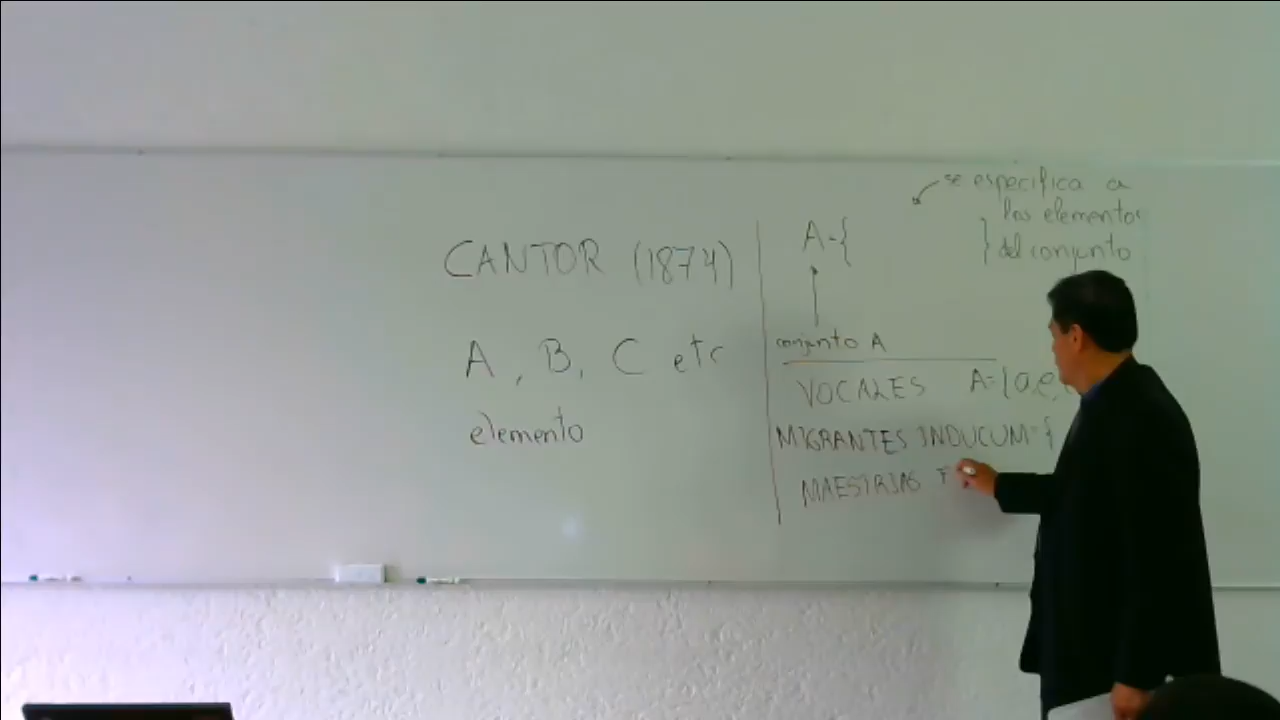 CANTOR (1874)
A, B, C etc
elemento
se especifica a
los elementos
A={ } del conjunto
conjunto A
VOCALES A={a,e,
MIGRANTES INDUCUM={
MAESTRIAS F